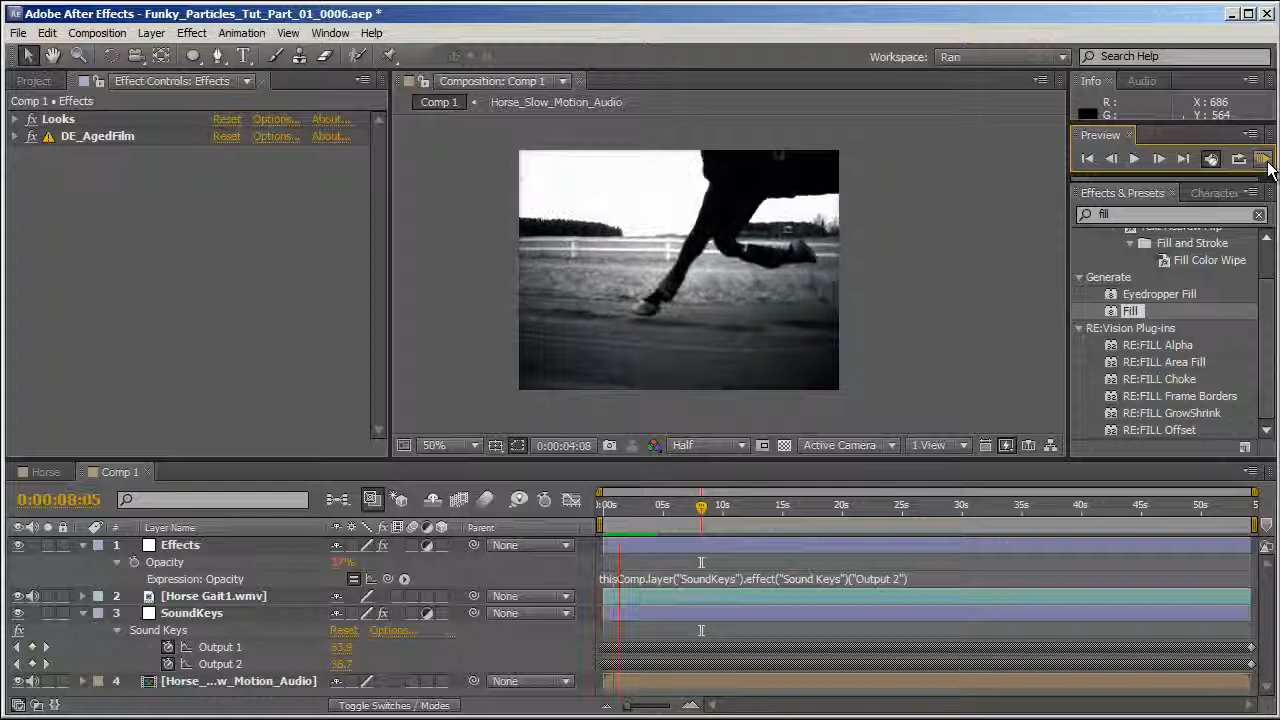 Adobe After Effects - Funky_Particles_Tut_Part_01_0006.aep *
File Edit Composition Layer Effect Animation View Window Help
Workspace: Ran Search Help
Project Effect Controls: Effects Composition: Comp 1 Info Audio
Comp 1 • Effects
Comp 1 Horse_Slow_Motion_Audio
R : X : 686
G : Y : 564
Looks Reset Options... About...
DE_AgedFilm Reset Options... About...
Preview
Effects & Presets Character
fill
Fill and Stroke
Fill Color Wipe
Generate
Eyedropper Fill
Fill
RE:Vision Plug-ins
RE:FILL Alpha
RE:FILL Area Fill
RE:FILL Choke
RE:FILL Frame Borders
RE:FILL GrowShrink
RE:FILL Offset
50% 0:00:04:08 Half Active Camera 1 View
Horse Comp 1
0:00:08:05
:00s 05s 10s 15s 20s 25s 30s 35s 40s 45s 50s 5
# Layer Name Parent
1 Effects None
Opacity 37%
Expression: Opacity thisComp.layer("SoundKeys").effect("Sound Keys")("Output 2")
2 [Horse Gait1.wmv] None
3 SoundKeys None
Sound Keys Reset Options...
Output 1
Output 2
4 [Horse_...w_Motion_Audio] None
Toggle Switches / Modes